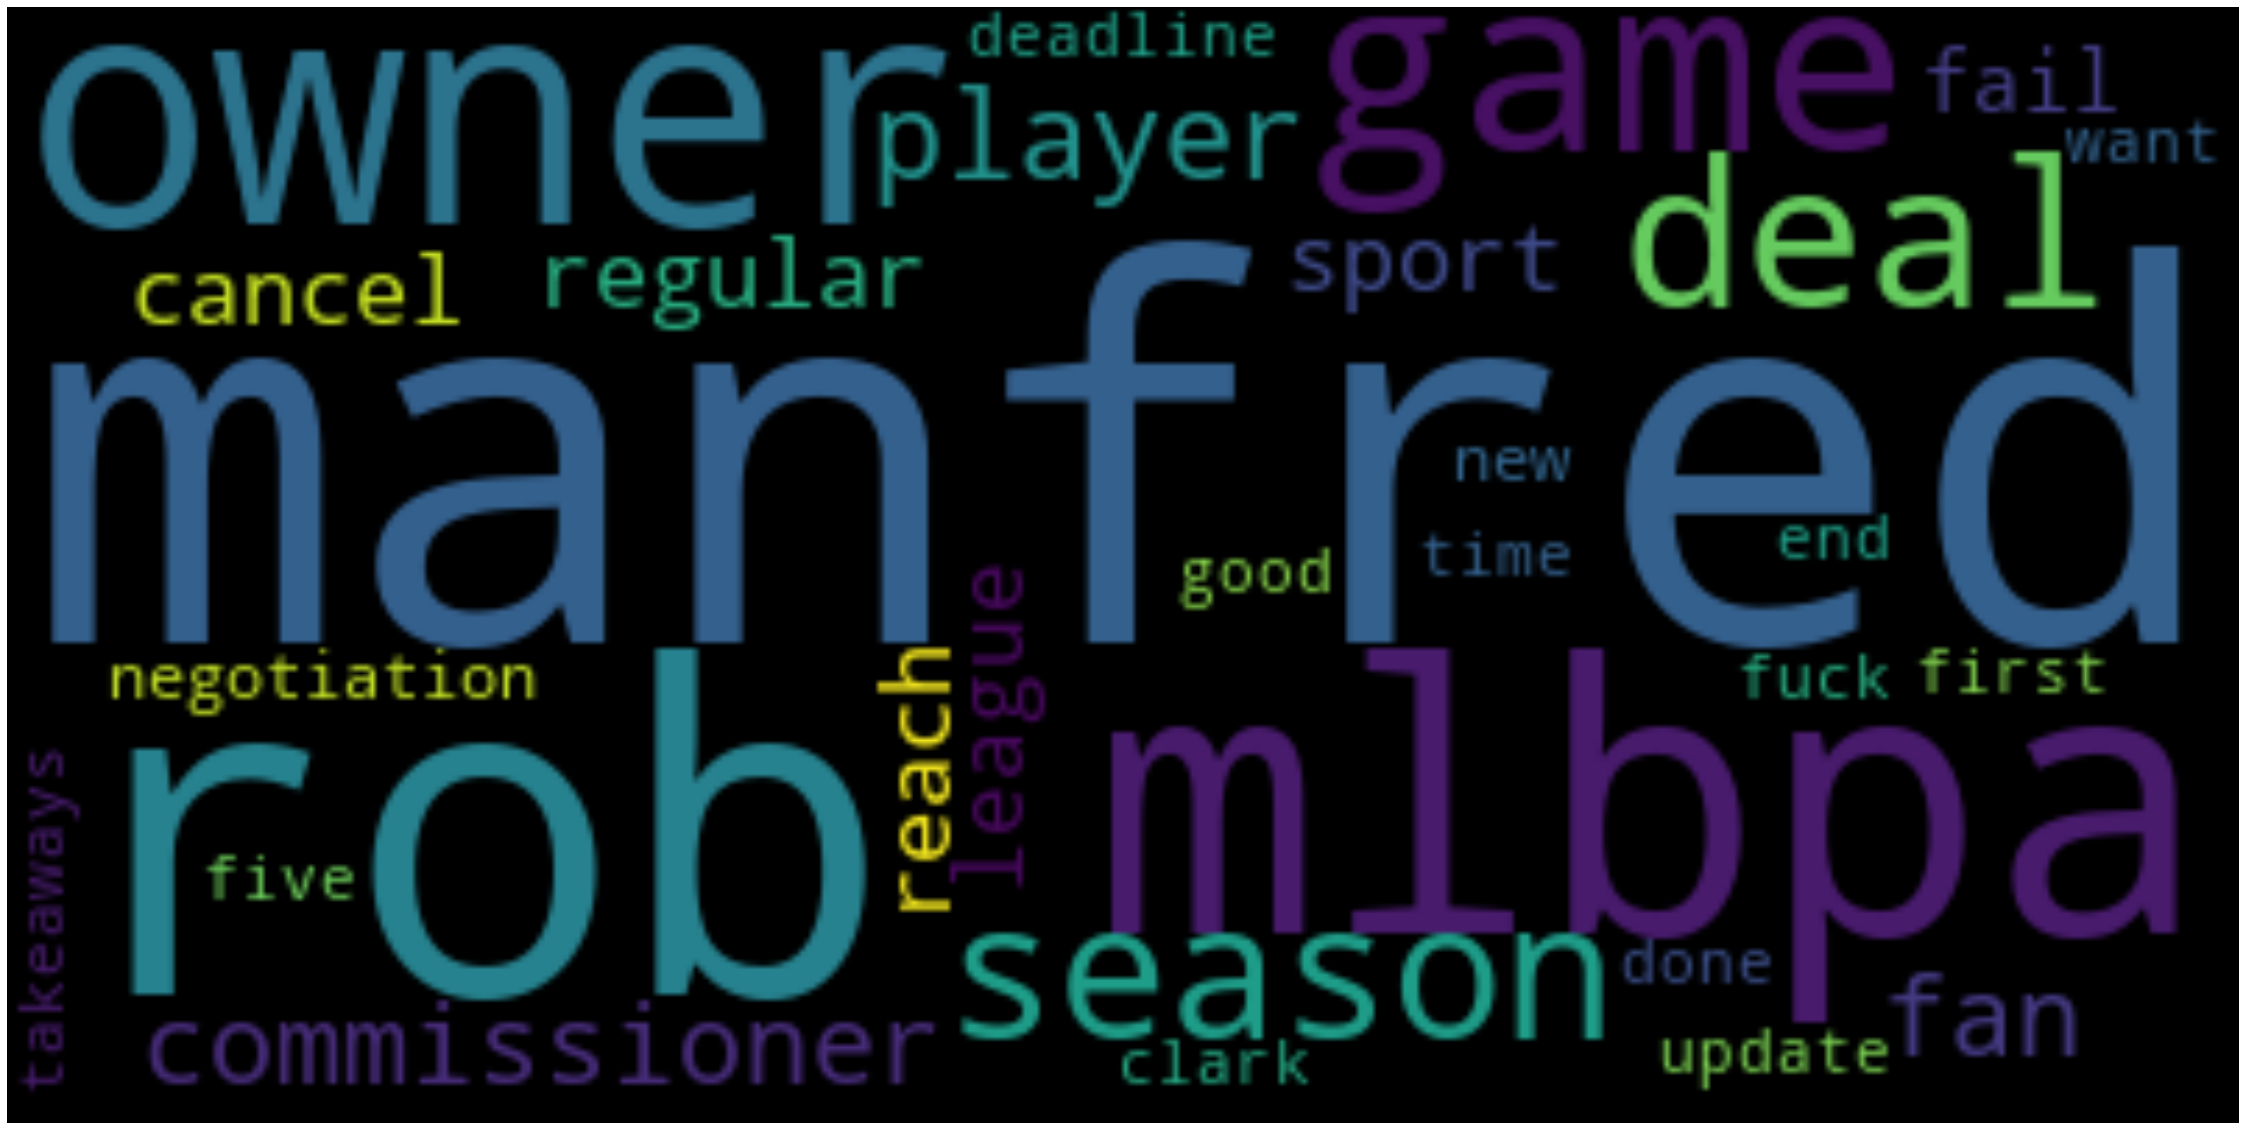 deadline
owner
game
fail
player
want
deal
cancel
regular
sport
manfred
new
time
end
good
league
negotiation
reach
fuck
first
rob
mlbpa
takeaways
five
season
done
fan
commissioner
clark
update